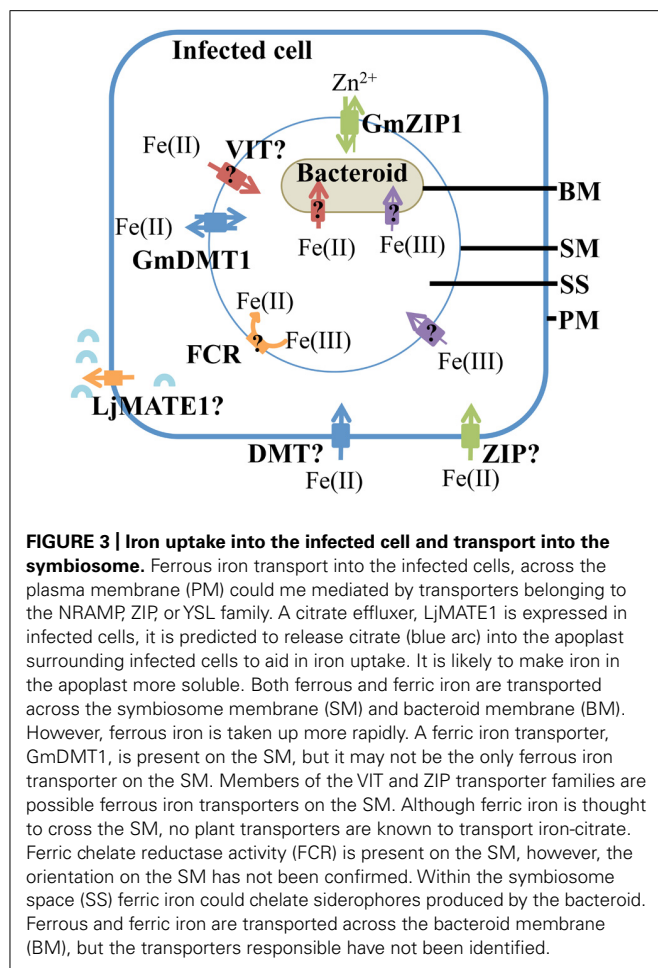 Infected cell
Zn2+
GmZIP1
Fe(II)
VIT?
?
Bacteroid
BM
? ?
Fe(II) Fe(III)
Fe(II)
GmDMT1
SM
SS
Fe(II)
PM
? Fe(III)
FCR
?
Fe(III)
LjMATE1?
DMT? ZIP?
Fe(II) Fe(II)
FIGURE 3 | Iron uptake into the infected cell and transport into the
symbiosome. Ferrous iron transport into the infected cells, across the
plasma membrane (PM) could me mediated by transporters belonging to
the NRAMP, ZIP, or YSL family. A citrate effluxer, LjMATE1 is expressed in
infected cells, it is predicted to release citrate (blue arc) into the apoplast
surrounding infected cells to aid in iron uptake. It is likely to make iron in
the apoplast more soluble. Both ferrous and ferric iron are transported
across the symbiosome membrane (SM) and bacteroid membrane (BM).
However, ferrous iron is taken up more rapidly. A ferric iron transporter,
GmDMT1, is present on the SM, but it may not be the only ferrous iron
transporter on the SM. Members of the VIT and ZIP transporter families are
possible ferrous iron transporters on the SM. Although ferric iron is thought
to cross the SM, no plant transporters are known to transport iron-citrate.
Ferric chelate reductase activity (FCR) is present on the SM, however, the
orientation on the SM has not been confirmed. Within the symbiosome
space (SS) ferric iron could chelate siderophores produced by the bacteroid.
Ferrous and ferric iron are transported across the bacteroid membrane
(BM), but the transporters responsible have not been identified.